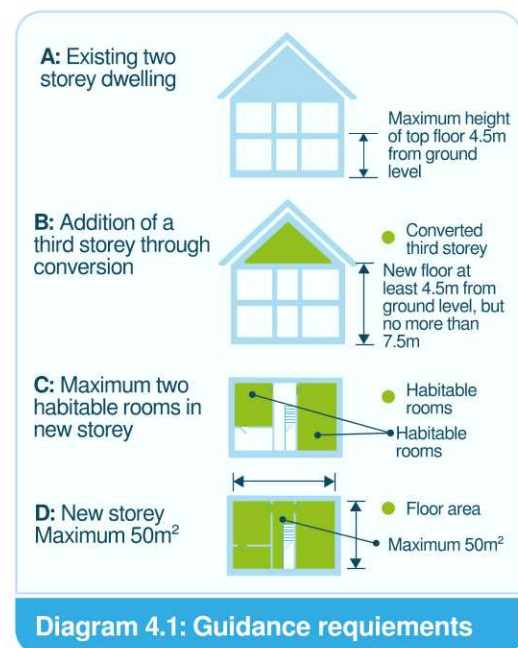 A: Existing two
storey dwelling
Maximum height
of top floor 4.5m
from ground
level
B: Addition of a
third storey through
conversion
Converted
third storey
New floor at
least 4.5m from
ground level, but
no more than
7.5m
C: Maximum two
habitable rooms in
new storey
Habitable
rooms
Habitable
rooms
D: New storey
Maximum 50m²
Floor area
Maximum 50m²
Diagram 4.1: Guidance requiements